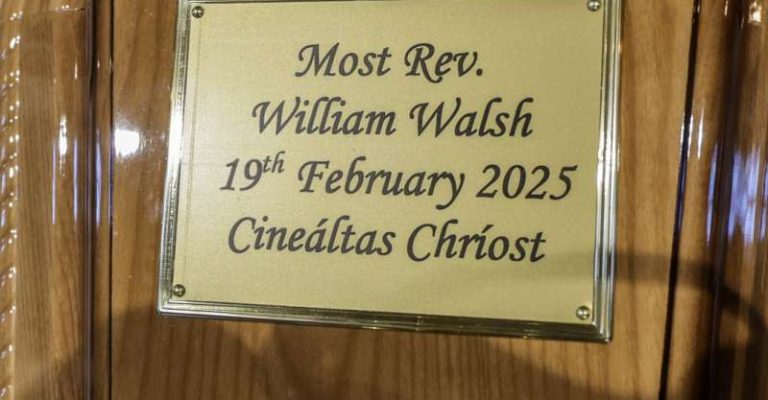 Most Rev.
William Walsh
19th February 2025
Cineáltas Chríost